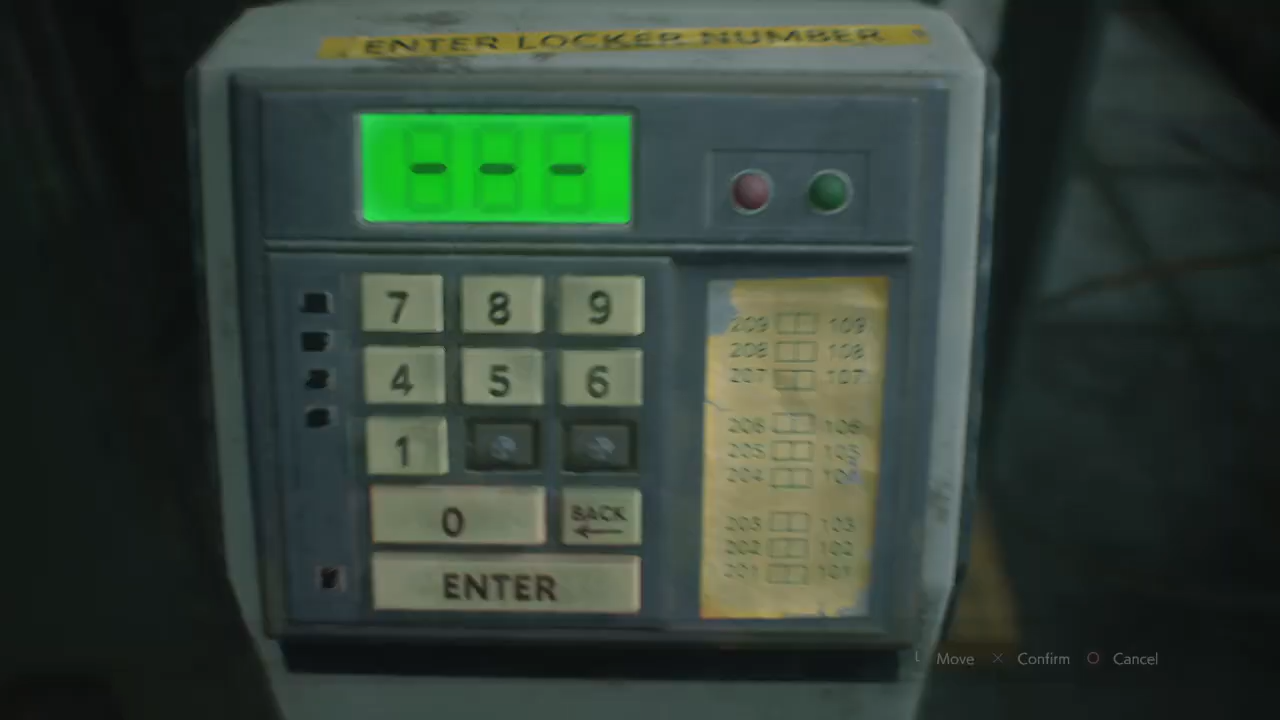 ENTER LOCKER NUMBER
7 8 9
4 5 6
1
0 BACK
ENTER
209 109
208 108
207 107
206 106
205 105
204
203 103
202 102
201 101
Move Confirm Cancel